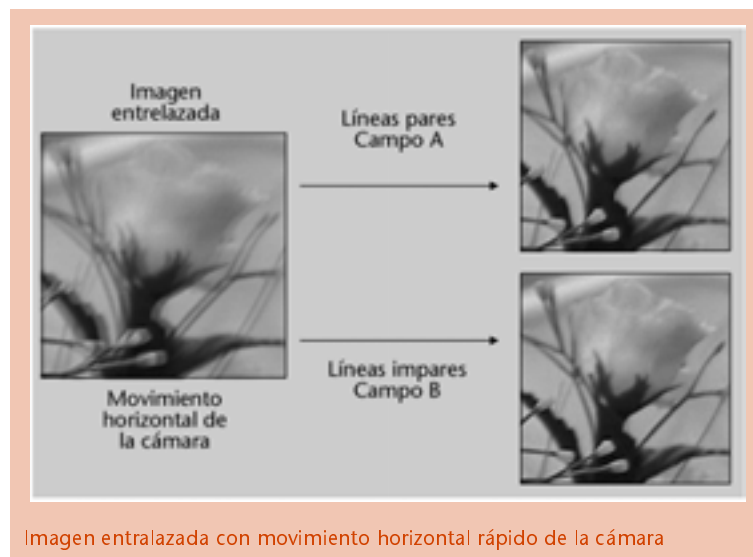 Imagen
entrelazada
Líneas pares
Campo A
Líneas impares
Campo B
Movimiento
horizontal de
la cámara
Imagen entralazada con movimiento horizontal rápido de la cámara